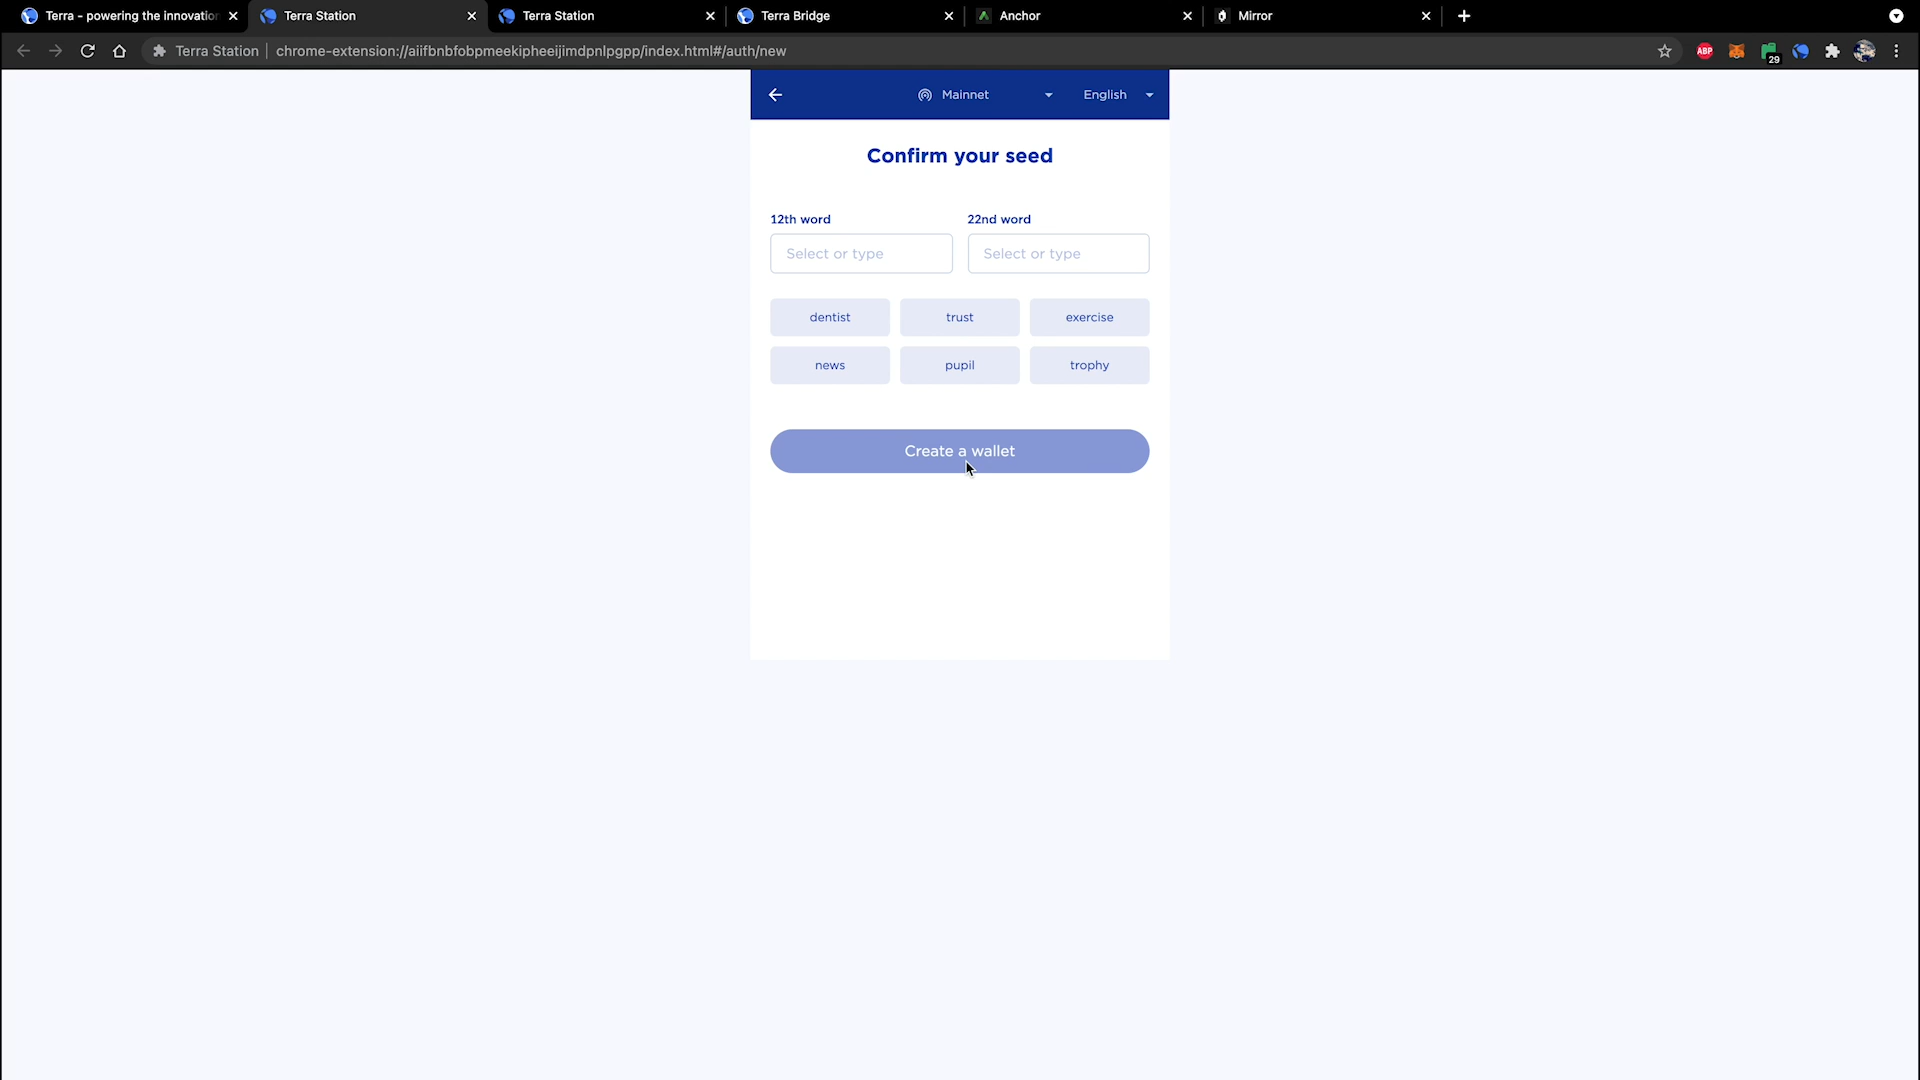 Terra - powering the innovation
Terra Station
Terra Station
Terra Bridge
Anchor
Mirror
Terra Station | chrome-extension://aiifbnbfobpmeekipheeijimdpnlpgpp/index.html#/auth/new
ABP
29
Mainnet
English
Confirm your seed
12th word
22nd word
Select or type
Select or type
dentist
trust
exercise
news
pupil
trophy
Create a wallet